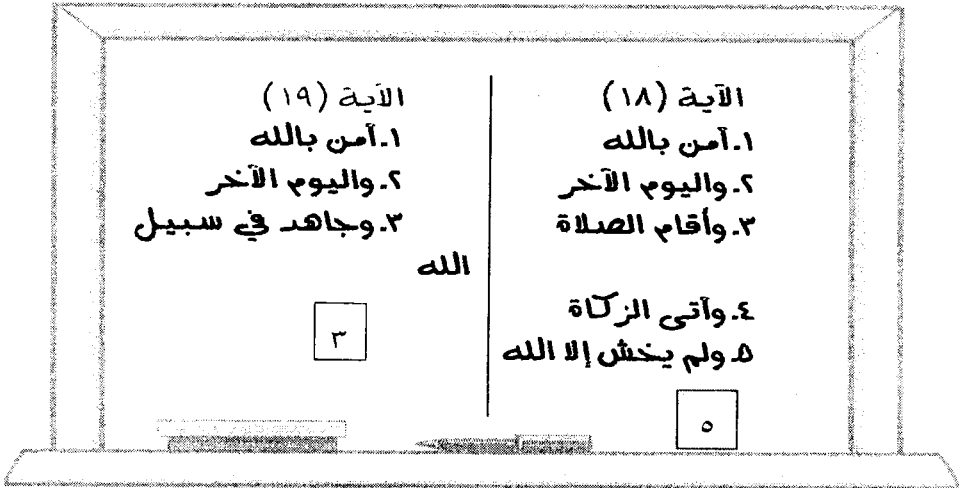 الآية (١٨)
١. آمن بالله
٢. واليوم الآخر
٣. وأقام الصلاة
٤. وآتى الزكاة
٥. ولم يخش إلا الله
٥
الآية (١٩)
١. آمن بالله
٢. واليوم الآخر
٣. وجاهد في سبيل
الله
٣